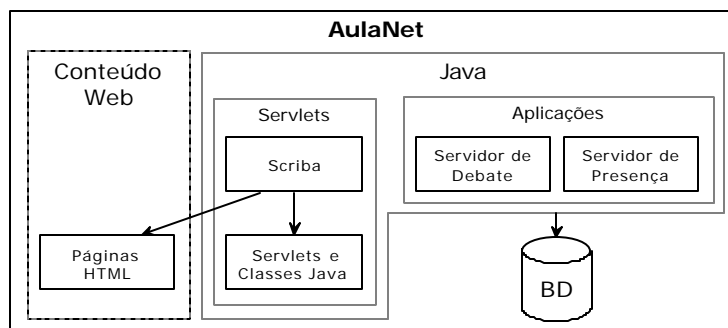 AulaNet
Conteúdo
Web
Java
Servlets
Scriba
Aplicações
Servidor de
Debate
Servidor de
Presença
Páginas
HTML
Servlets e
Classes Java
BD